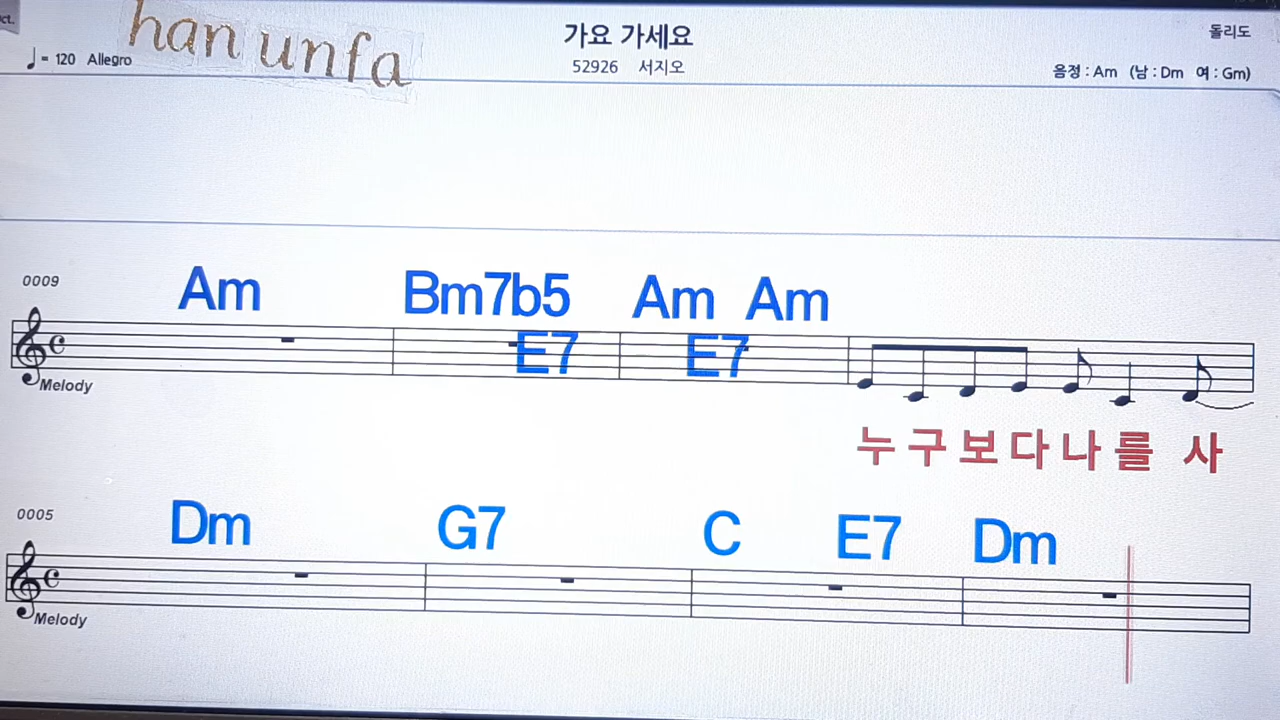 ct.
han unfa
가요 가세요
돌리도
♩ = 120 Allegro
52926 서지오
음정 : Am (남 : Dm 여 : Gm)
0009
Am Bm7b5 E7 Am E7 Am
Melody
누구보다나를 사
0005
Dm G7 C E7 Dm
Melody